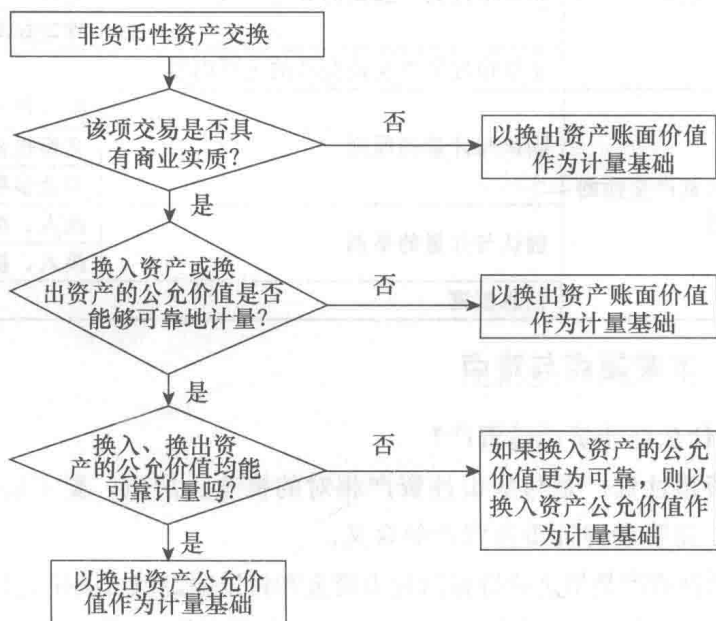 非货币性资产交换
该项交易是否具
有商业实质？
否
以换出资产账面价值
作为计量基础
是
换入资产或换
出资产的公允价值是否
能够可靠地计量？
否
以换出资产账面价值
作为计量基础
是
换入、换出资
产的公允价值均能
可靠计量吗？
否
如果换入资产的公允
价值更为可靠，则以
换入资产公允价值作
为计量基础
是
以换出资产公允价
值作为计量基础